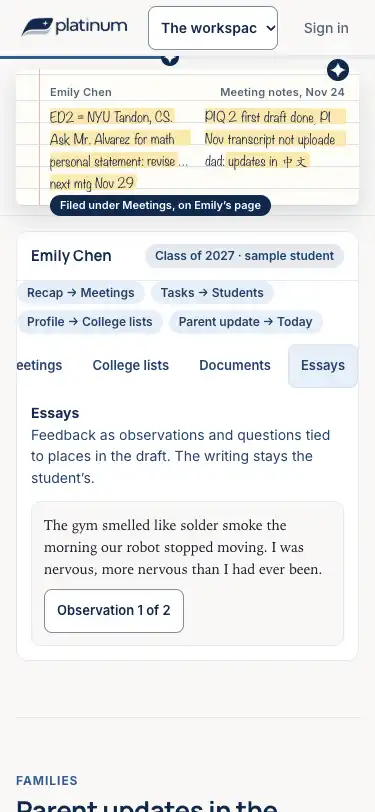 platinum
The workspac
Sign in
Emily Chen
Meeting notes, Nov 24
ED2 = NYU Tandon, CS.
Ask Mr. Alvarez for math
personal statement: revise ...
next mtg Nov 29
PIQ 2 first draft done, PI
Nov transcript not uploade
dad: updates in 中文
Filed under Meetings, on Emily's page
Emily Chen
Class of 2027 · sample student
Recap → Meetings
Tasks → Students
Profile → College lists
Parent update → Today
eetings
College lists
Documents
Essays
Essays
Feedback as observations and questions tied
to places in the draft. The writing stays the
student's.
The gym smelled like solder smoke the
morning our robot stopped moving. I was
nervous, more nervous than I had ever been.
Observation 1 of 2
FAMILIES
Parent updates in the